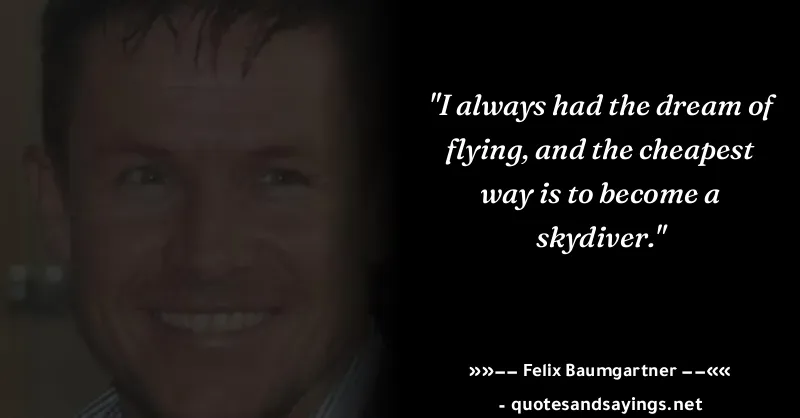 "I always had the dream of
flying, and the cheapest
way is to become a
skydiver."
»»−− Felix Baumgartner −−««
- quotesandsayings.net